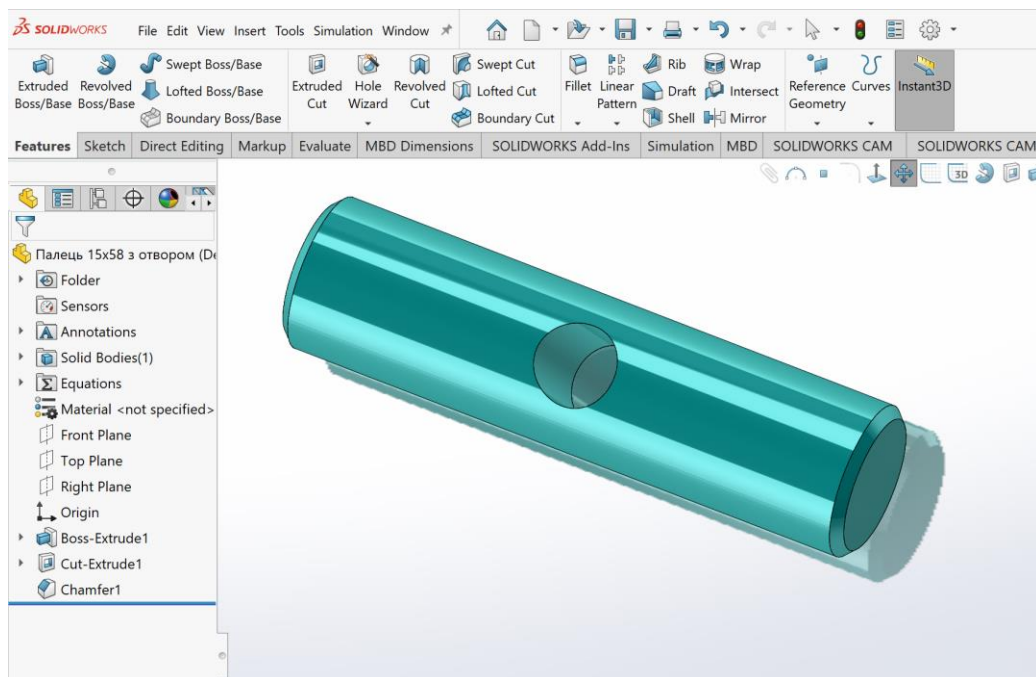 SOLIDWORKS File Edit View Insert Tools Simulation Window
Extruded Boss/Base
Revolved Boss/Base
Swept Boss/Base
Lofted Boss/Base
Boundary Boss/Base
Extruded Cut
Hole Wizard
Revolved Cut
Swept Cut
Lofted Cut
Boundary Cut
Fillet
Linear Pattern
Rib
Draft
Shell
Wrap
Intersect
Mirror
Reference Geometry
Curves
Instant3D
Features Sketch Direct Editing Markup Evaluate MBD Dimensions SOLIDWORKS Add-Ins Simulation MBD SOLIDWORKS CAM SOLIDWORKS CAM
3D
Палець 15x58 з отвором (De
Folder
Sensors
Annotations
Solid Bodies(1)
Equations
Material <not specified>
Front Plane
Top Plane
Right Plane
Origin
Boss-Extrude1
Cut-Extrude1
Chamfer1